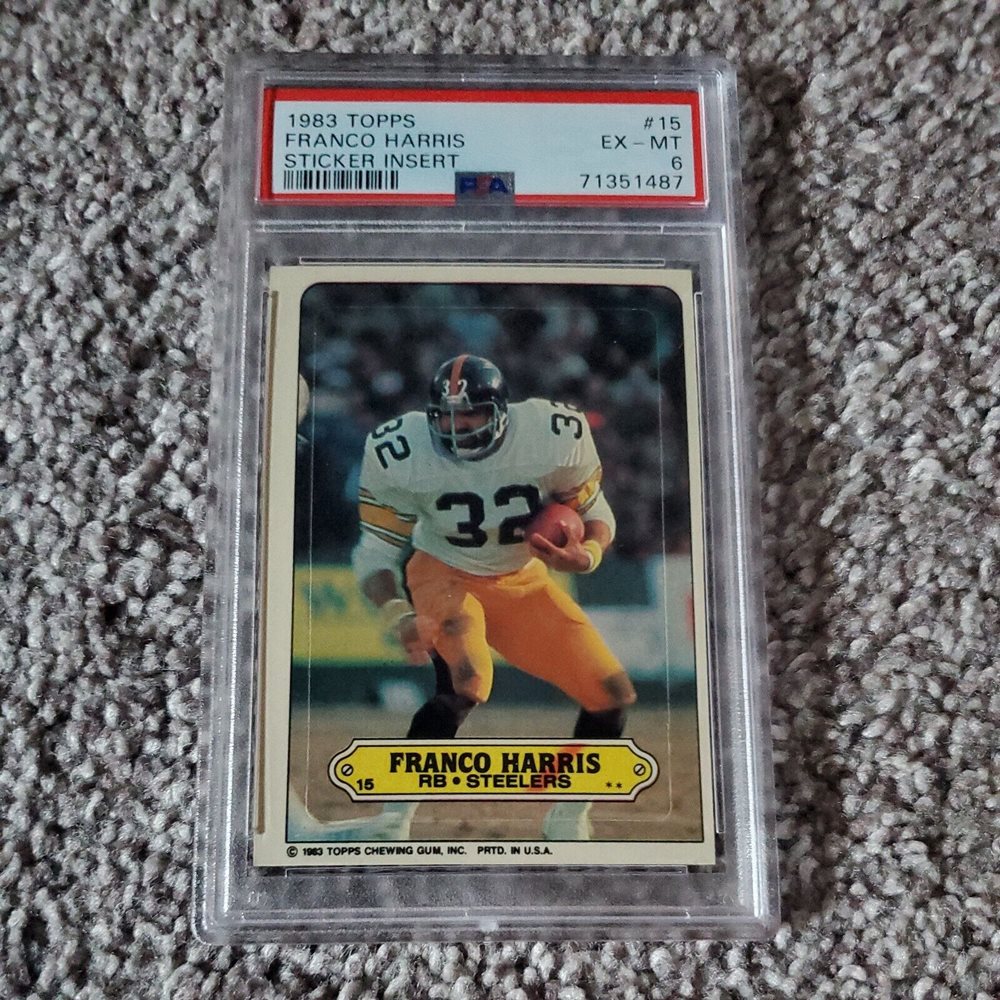 1983 TOPPS #15
FRANCO HARRIS EX - MT
STICKER INSERT 6
PSA 71351487
32
32 32
32
FRANCO HARRIS
15 RB • STEELERS **
© 1983 TOPPS CHEWING GUM, INC. PRTD. IN U.S.A.